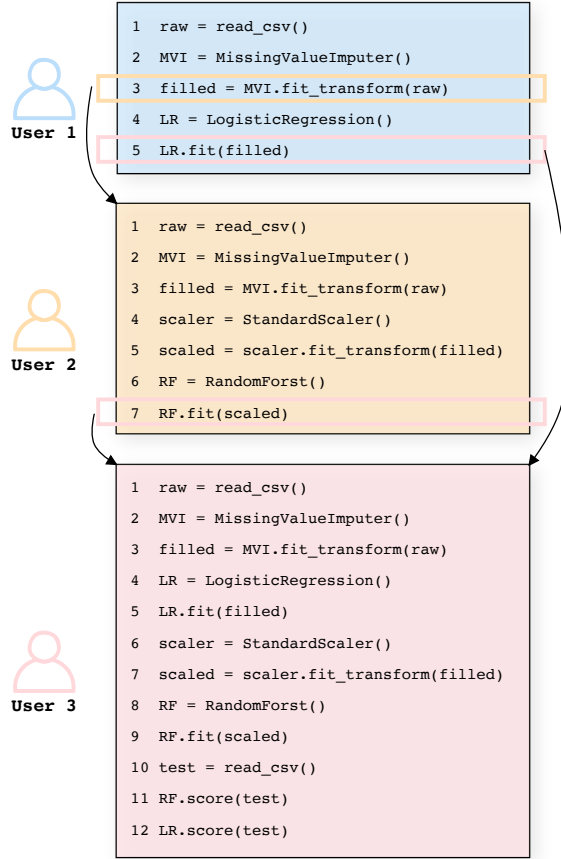 1 raw = read_csv()
2 MVI = MissingValueImputer()
3 filled = MVI.fit_transform(raw)
4 LR = LogisticRegression()
5 LR.fit(filled)
User 1
1 raw = read_csv()
2 MVI = MissingValueImputer()
3 filled = MVI.fit_transform(raw)
4 scaler = StandardScaler()
5 scaled = scaler.fit_transform(filled)
6 RF = RandomForst()
7 RF.fit(scaled)
User 2
1 raw = read_csv()
2 MVI = MissingValueImputer()
3 filled = MVI.fit_transform(raw)
4 LR = LogisticRegression()
5 LR.fit(filled)
6 scaler = StandardScaler()
7 scaled = scaler.fit_transform(filled)
8 RF = RandomForst()
9 RF.fit(scaled)
10 test = read_csv()
11 RF.score(test)
12 LR.score(test)
User 3